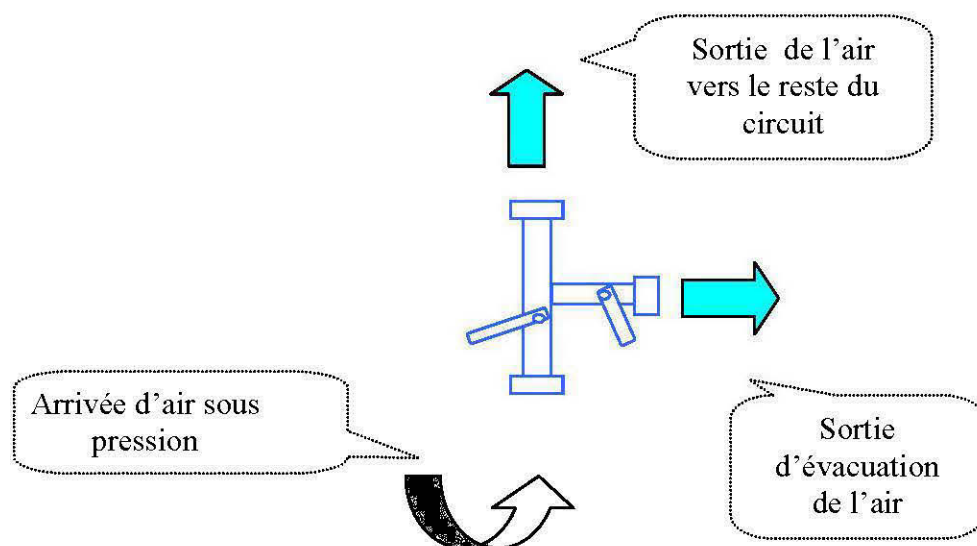 Sortie de l'air
vers le reste du
circuit
Arrivée d'air sous
pression
Sortie
d'évacuation
de l'air